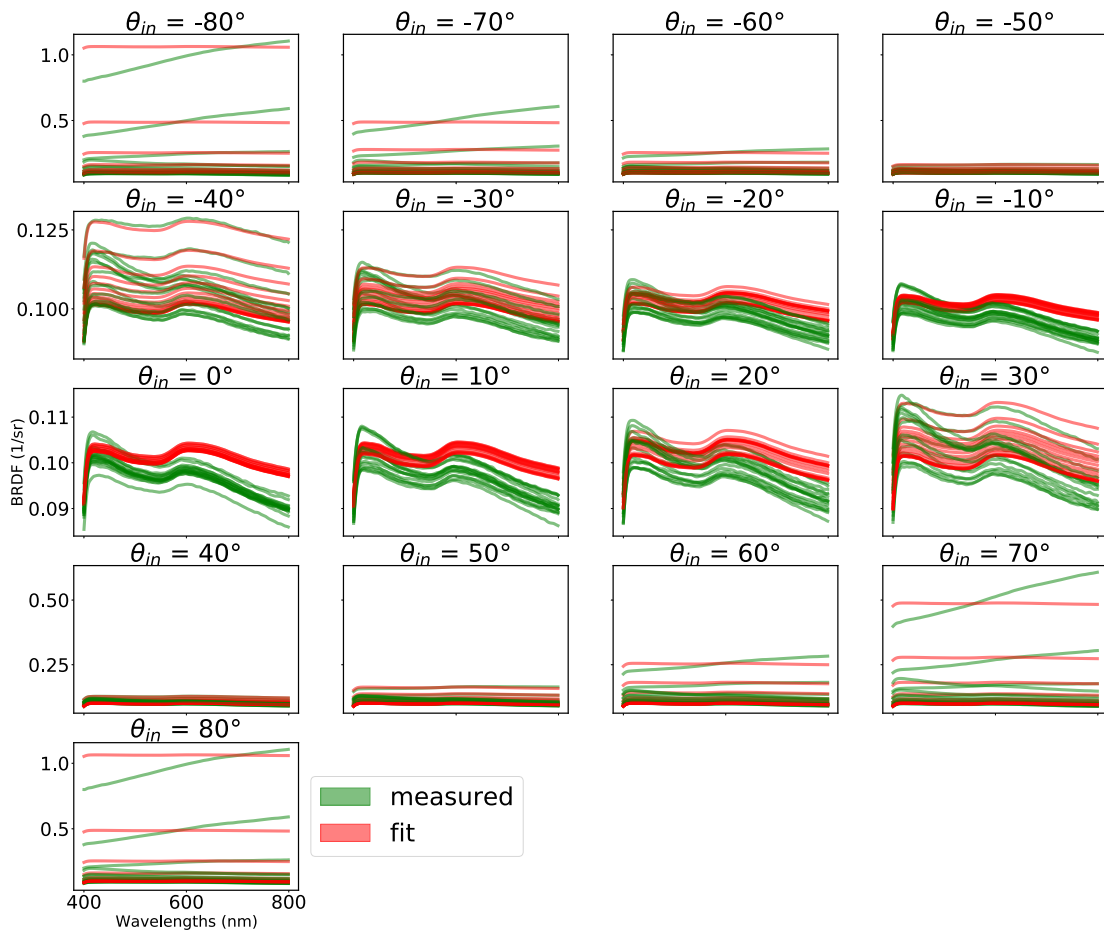 θin = -80° θin = -70° θin = -60° θin = -50°
1.0
0.5
θin = -40° θin = -30° θin = -20° θin = -10°
0.125
0.100
θin = 0° θin = 10° θin = 20° θin = 30°
0.11
0.10
0.09
BRDF (1/sr)
θin = 40° θin = 50° θin = 60° θin = 70°
0.50
0.25
θin = 80°
1.0
0.5
400 600 800
Wavelengths (nm)
measured
fit